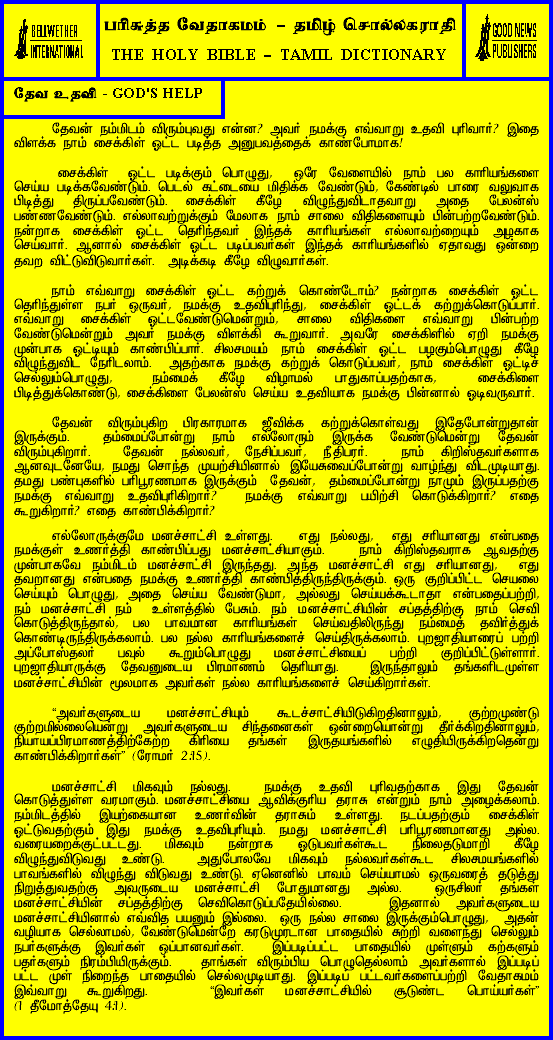 BELLWETHER
INTERNATIONAL
பரிசுத்த வேதாகமம் – தமிழ் சொல்லகராதி
THE HOLY BIBLE – TAMIL DICTIONARY
GOOD NEWS
PUBLISHERS
தேவ உதவி - GOD'S HELP
தேவன் நம்மிடம் விரும்புவது என்ன? அவர் நமக்கு எவ்வாறு உதவி புரிவார்? இதை
விளக்க நாம் சைக்கிள் ஓட்ட படித்த அனுபவத்தைக் காண்போமாக!
சைக்கிள் ஓட்ட படிக்கும் பொழுது, ஒரே வேளையில் நாம் பல காரியங்களை
செய்ய படிக்கவேண்டும். பெடல் கட்டையை மிதிக்க வேண்டும், கேண்டில் பாரை வலுவாக
பிடித்து திருப்பவேண்டும். சைக்கிள் கீழே விழுந்துவிடாதவாறு அதை பேலன்ஸ்
பண்ணவேண்டும். எல்லாவற்றுக்கும் மேலாக நாம் சாலை விதிகளையும் பின்பற்றவேண்டும்.
நன்றாக சைக்கிள் ஓட்ட தெரிந்தவர் இந்தக் காரியங்கள் எல்லாவற்றையும் அழகாக
செய்வார். ஆனால் சைக்கிள் ஓட்ட படிப்பவர்கள் இந்தக் காரியங்களில் ஏதாவது ஒன்றை
தவற விட்டுவிடுவார்கள். அடிக்கடி கீழே விழுவார்கள்.
நாம் எவ்வாறு சைக்கிள் ஓட்ட கற்றுக் கொண்டோம்? நன்றாக சைக்கிள் ஓட்ட
தெரிந்துள்ள நபர் ஒருவர், நமக்கு உதவிபுரிந்து, சைக்கிள் ஓட்டக் கற்றுக்கொடுப்பார்.
எவ்வாறு சைக்கிள் ஓட்டவேண்டுமென்றும், சாலை விதிகளை எவ்வாறு பின்பற்ற
வேண்டுமென்றும் அவர் நமக்கு விளக்கி கூறுவார். அவரே சைக்கிளில் ஏறி நமக்கு
முன்பாக ஓட்டியும் காண்பிப்பார். சிலசமயம் நாம் சைக்கிள் ஓட்ட பழகும்பொழுது கீழே
விழுந்துவிட நேரிடலாம். அதற்காக நமக்கு கற்றுக் கொடுப்பவர், நாம் சைக்கிள் ஓட்டிச்
செல்லும்பொழுது, நம்மைக் கீழே விழாமல் பாதுகாப்பதற்காக, சைக்கிளை
பிடித்துக்கொண்டு, சைக்கிளை பேலன்ஸ் செய்ய உதவியாக நமக்கு பின்னால் ஓடிவருவார்.
தேவன் விரும்புகிற பிரகாரமாக ஜீவிக்க கற்றுக்கொள்வது இதேபோன்றுதான்
இருக்கும். தம்மைப்போன்று நாம் எல்லோரும் இருக்க வேண்டுமென்று தேவன்
விரும்புகிறார். தேவன் நல்லவர், நேசிப்பவர், நீதிபரர். நாம் கிறிஸ்தவர்களாக
ஆனவுடனேயே, நமது சொந்த முயற்சியினால் இயேசுவைப்போன்று வாழ்ந்து விடமுடியாது.
தமது பண்புகளில் பரிபூரணமாக இருக்கும் தேவன், தம்மைப்போன்று நாமும் இருப்பதற்கு
நமக்கு எவ்வாறு உதவிபுரிகிறார்? நமக்கு எவ்வாறு பயிற்சி கொடுக்கிறார்? எதை
கூறுகிறார்? எதை காண்பிக்கிறார்?
எல்லோருக்குமே மனச்சாட்சி உள்ளது. எது நல்லது, எது சரியானது என்பதை
நமக்குள் உணர்த்தி காண்பிப்பது மனச்சாட்சியாகும். நாம் கிறிஸ்தவராக ஆவதற்கு
முன்பாகவே நம்மிடம் மனச்சாட்சி இருந்தது. அந்த மனச்சாட்சி எது சரியானது, எது
தவறானது என்பதை நமக்கு உணர்த்தி காண்பித்திருந்திருக்கும். ஒரு குறிப்பிட்ட செயலை
செய்யும் பொழுது, அதை செய்ய வேண்டுமா, அல்லது செய்யக்கூடாதா என்பதைப்பற்றி,
நம் மனச்சாட்சி நம் உள்ளத்தில் பேசும். நம் மனச்சாட்சியின் சப்தத்திற்கு நாம் செவி
கொடுத்திருந்தால், பல பாவமான காரியங்கள் செய்வதிலிருந்து நம்மைத் தவிர்த்துக்
கொண்டிருந்திருக்கலாம். பல நல்ல காரியங்களைச் செய்திருக்கலாம். புறஜாதியாரைப் பற்றி
அப்போஸ்தலர் பவுல் கூறும்பொழுது மனச்சாட்சியைப் பற்றி குறிப்பிட்டுள்ளார்.
புறஜாதியாருக்கு தேவனுடைய பிரமாணம் தெரியாது. இருந்தாலும் தங்களிடமுள்ள
மனச்சாட்சியின் மூலமாக அவர்கள் நல்ல காரியங்களைச் செய்கிறார்கள்.
“அவர்களுடைய மனச்சாட்சியும் கூடச்சாட்சியிடுகிறதினாலும், குற்றமுண்டு
குற்றமில்லையென்று அவர்களுடைய சிந்தனைகள் ஒன்றையொன்று தீர்க்கிறதினாலும்,
நியாயப்பிரமாணத்திற்கேற்ற கிரியை தங்கள் இருதயங்களில் எழுதியிருக்கிறதென்று
காண்பிக்கிறார்கள்” (ரோமர் 2:15).
மனச்சாட்சி மிகவும் நல்லது. நமக்கு உதவி புரிவதற்காக இது தேவன்
கொடுத்துள்ள வரமாகும். மனச்சாட்சியை ஆவிக்குரிய தராசு என்றும் நாம் அழைக்கலாம்.
நம்மிடத்தில் இயற்கையான உணர்வின் தராசும் உள்ளது. நடப்பதற்கும் சைக்கிள்
ஓட்டுவதற்கும் இது நமக்கு உதவிபுரியும். நமது மனச்சாட்சி பரிபூரணமானது அல்ல.
வரையறைக்குட்பட்டது. மிகவும் நன்றாக ஓடுபவர்கள்கூட நிலைதடுமாறி கீழே
விழுந்துவிடுவது உண்டு. அதுபோலவே மிகவும் நல்லவர்கள்கூட சிலசமயங்களில்
பாவங்களில் விழுந்து விடுவது உண்டு. ஏனெனில் பாவம் செய்யாமல் ஒருவரைத் தடுத்து
நிறுத்துவதற்கு அவருடைய மனச்சாட்சி போதுமானது அல்ல. ஒருசிலர் தங்கள்
மனச்சாட்சியின் சப்தத்திற்கு செவிகொடுப்பதேயில்லை. இதனால் அவர்களுடைய
மனச்சாட்சியினால் எவ்வித பயனும் இல்லை. ஒரு நல்ல சாலை இருக்கும்பொழுது, அதன்
வழியாக செல்லாமல், வேண்டுமென்றே கரடுமுரடான பாதையில் சுற்றி வளைந்து செல்லும்
நபர்களுக்கு இவர்கள் ஒப்பானவர்கள். இப்படிப்பட்ட பாதையில் முள்ளும் கற்களும்
பதர்களும் நிரம்பியிருக்கும். தாங்கள் விரும்பிய பொழுதெல்லாம் அவர்களால் இப்படிப்
பட்ட முள் நிறைந்த பாதையில் செல்லமுடியாது. இப்படிப் பட்டவர்களைப்பற்றி வேதாகமம்
இவ்வாறு கூறுகிறது. “இவர்கள் மனச்சாட்சியில் சூடுண்ட பொய்யர்கள்”
(1 தீமோத்தேயு 4:1).